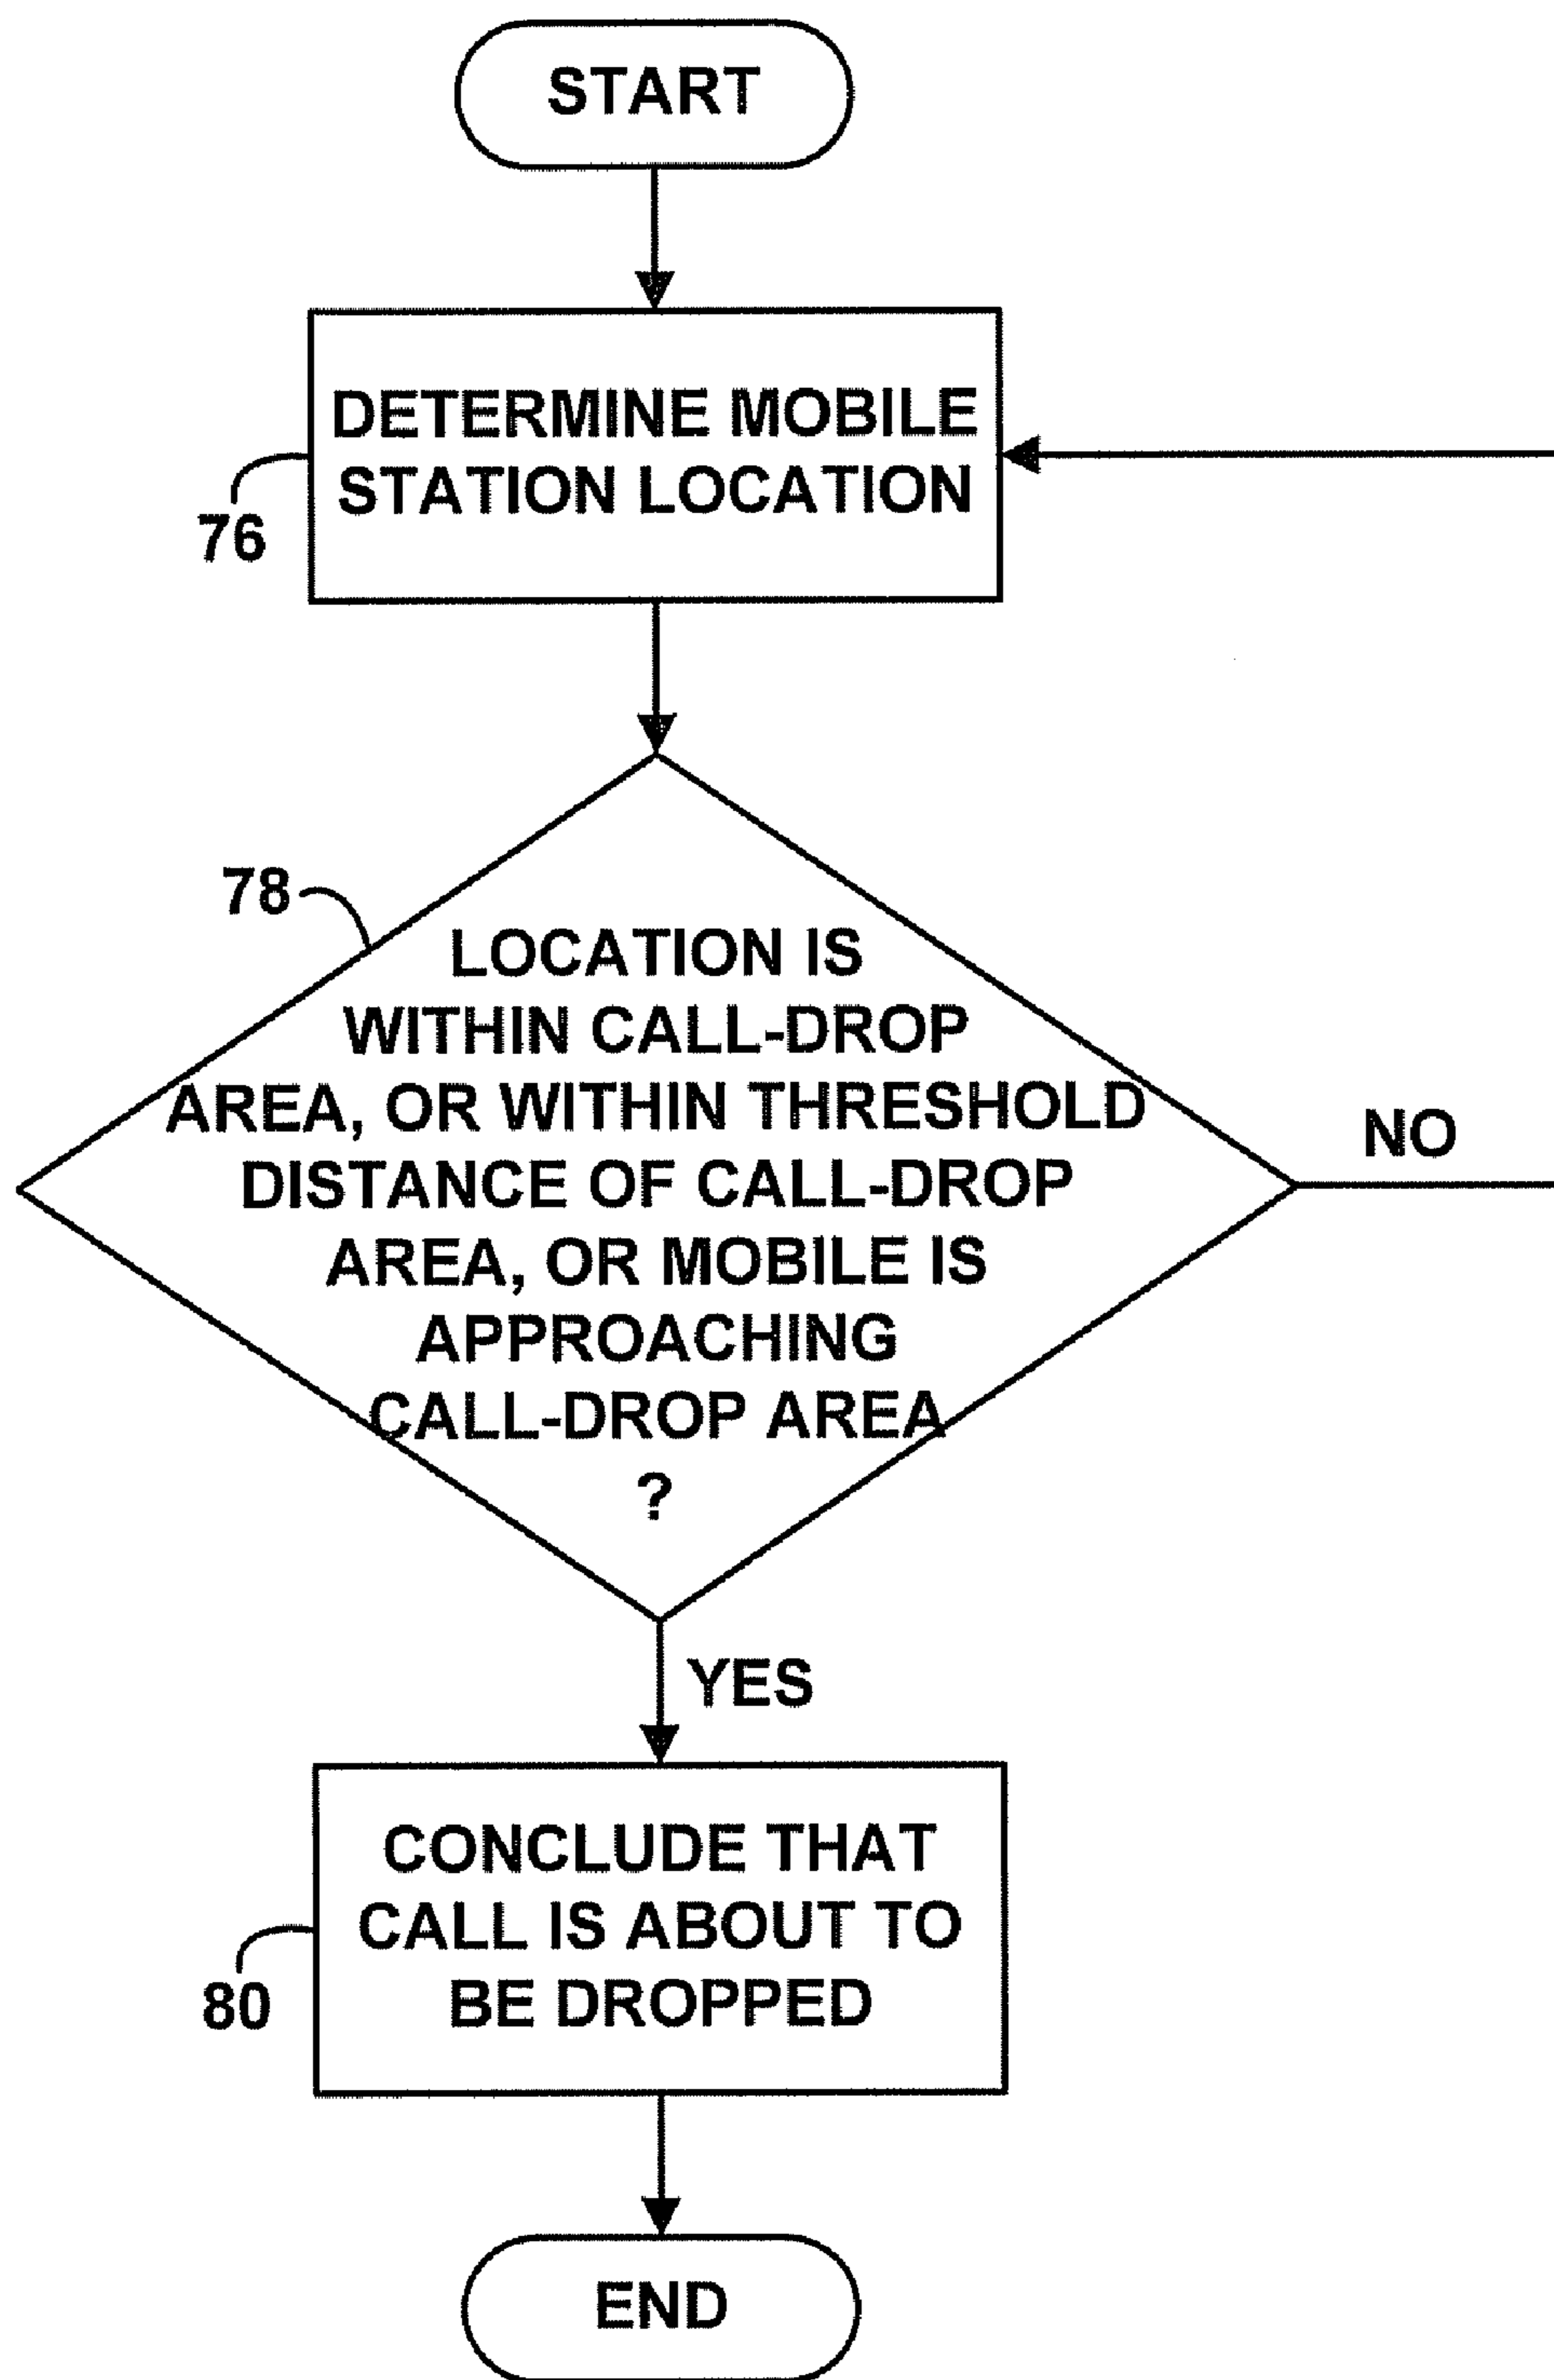 START
DETERMINE MOBILE
STATION LOCATION
76
78
LOCATION IS
WITHIN CALL-DROP
AREA, OR WITHIN THRESHOLD
DISTANCE OF CALL-DROP
AREA, OR MOBILE IS
APPROACHING
CALL-DROP AREA
?
NO
YES
CONCLUDE THAT
CALL IS ABOUT TO
BE DROPPED
80
END